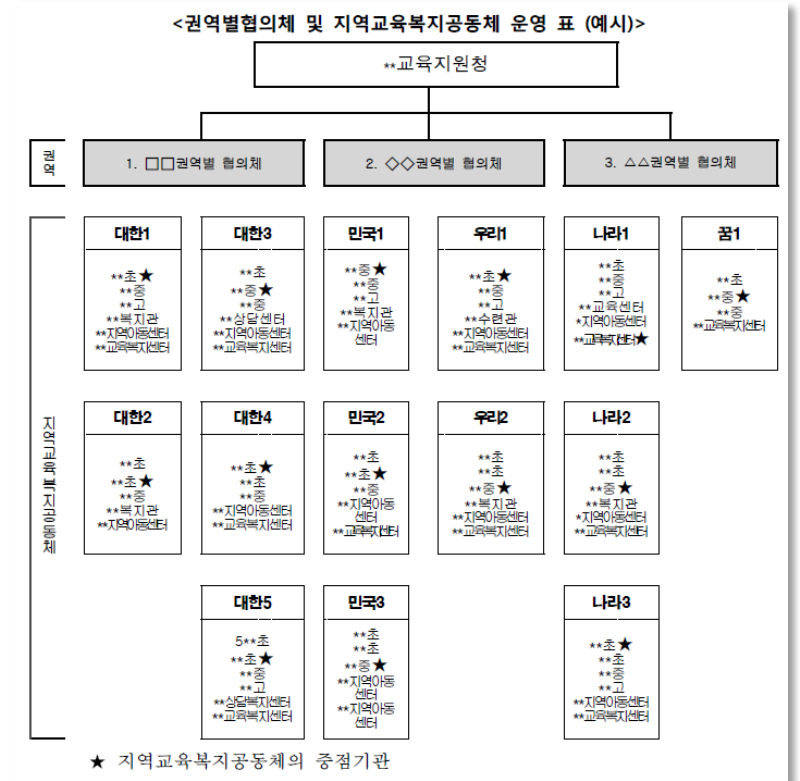 <권역별협의체 및 지역교육복지공동체 운영 표 (예시)>
**교육지원청
권역
1. □□권역별 협의체
2. ◇◇권역별 협의체
3. △△권역별 협의체
지역교육복지공동체
대한1
**초★
**중
**고
**복지관
**지역아동센터
**교육복지센터
대한3
**초
**중★
**중
**상담센터
**지역아동센터
**교육복지센터
민국1
**중★
**중
**고
**복지관
**지역아동
센터
우리1
**초★
**중
**고
**수련관
**지역아동센터
**교육복지센터
나라1
**초
**중
**고
**교육센터
*지역아동센터
**교육복지센터★
꿈1
**초
**중★
**중
**교육복지센터
대한2
**초
**초★
**중
**복지관
**지역아동센터
대한4
**초★
**초
**중
**지역아동센터
**교육복지센터
민국2
**초
**초★
**중
**지역아동
센터
**교육복지센터
우리2
**초
**초
**중★
**복지관
**지역아동센터
**교육복지센터
나라2
**초
**초
**중★
**복지관
*지역아동센터
**교육복지센터
대한5
5**초
**초★
**중
**고
**상담복지센터
**교육복지센터
민국3
**초
**초
**중★
**지역아동
센터
**지역아동
센터
나라3
**초★
**초
**중
**고
**지역아동센터
**교육복지센터
★ 지역교육복지공동체의 중점기관